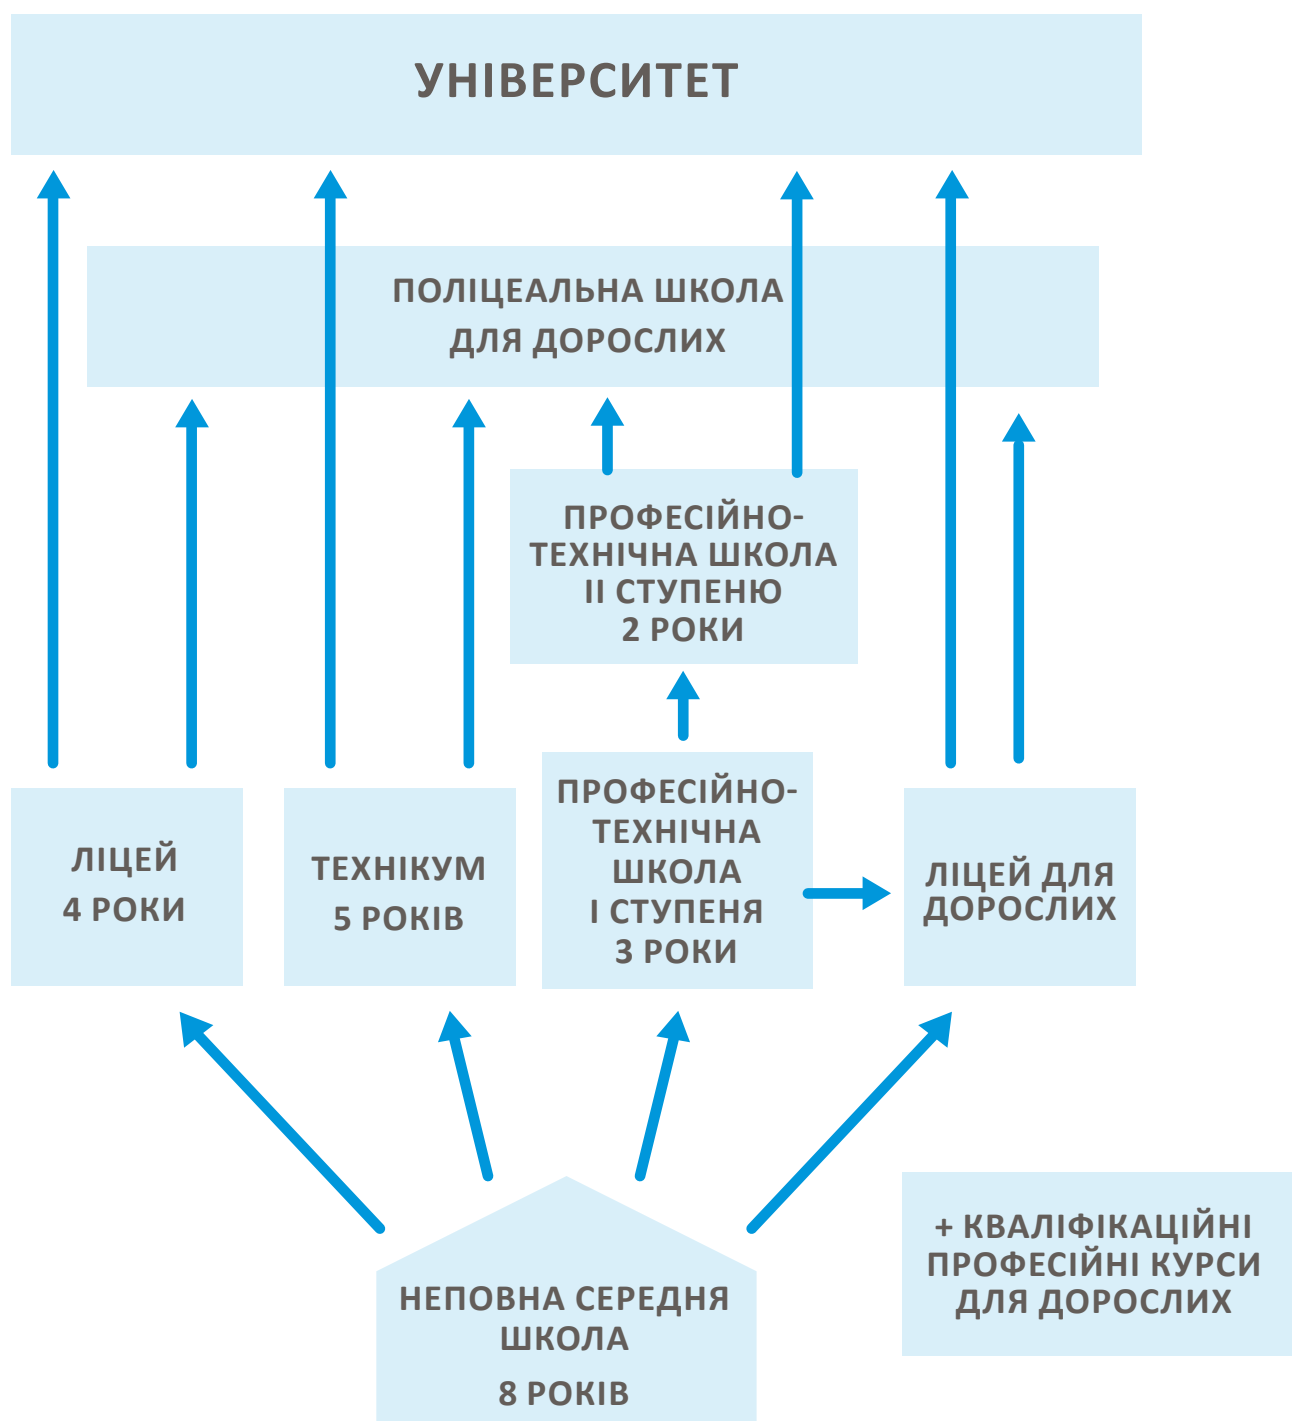 УНІВЕРСИТЕТ
ПОЛІЦЕАЛЬНА ШКОЛА
ДЛЯ ДОРОСЛИХ
ПРОФЕСІЙНО-
ТЕХНІЧНА ШКОЛА
ІІ СТУПЕНЮ
2 РОКИ
ЛІЦЕЙ
4 РОКИ
ТЕХНІКУМ
5 РОКІВ
ПРОФЕСІЙНО-
ТЕХНІЧНА
ШКОЛА
І СТУПЕНЯ
3 РОКИ
ЛІЦЕЙ ДЛЯ
ДОРОСЛИХ
НЕПОВНА СЕРЕДНЯ
ШКОЛА
8 РОКІВ
+ КВАЛІФІКАЦІЙНІ
ПРОФЕСІЙНІ КУРСИ
ДЛЯ ДОРОСЛИХ